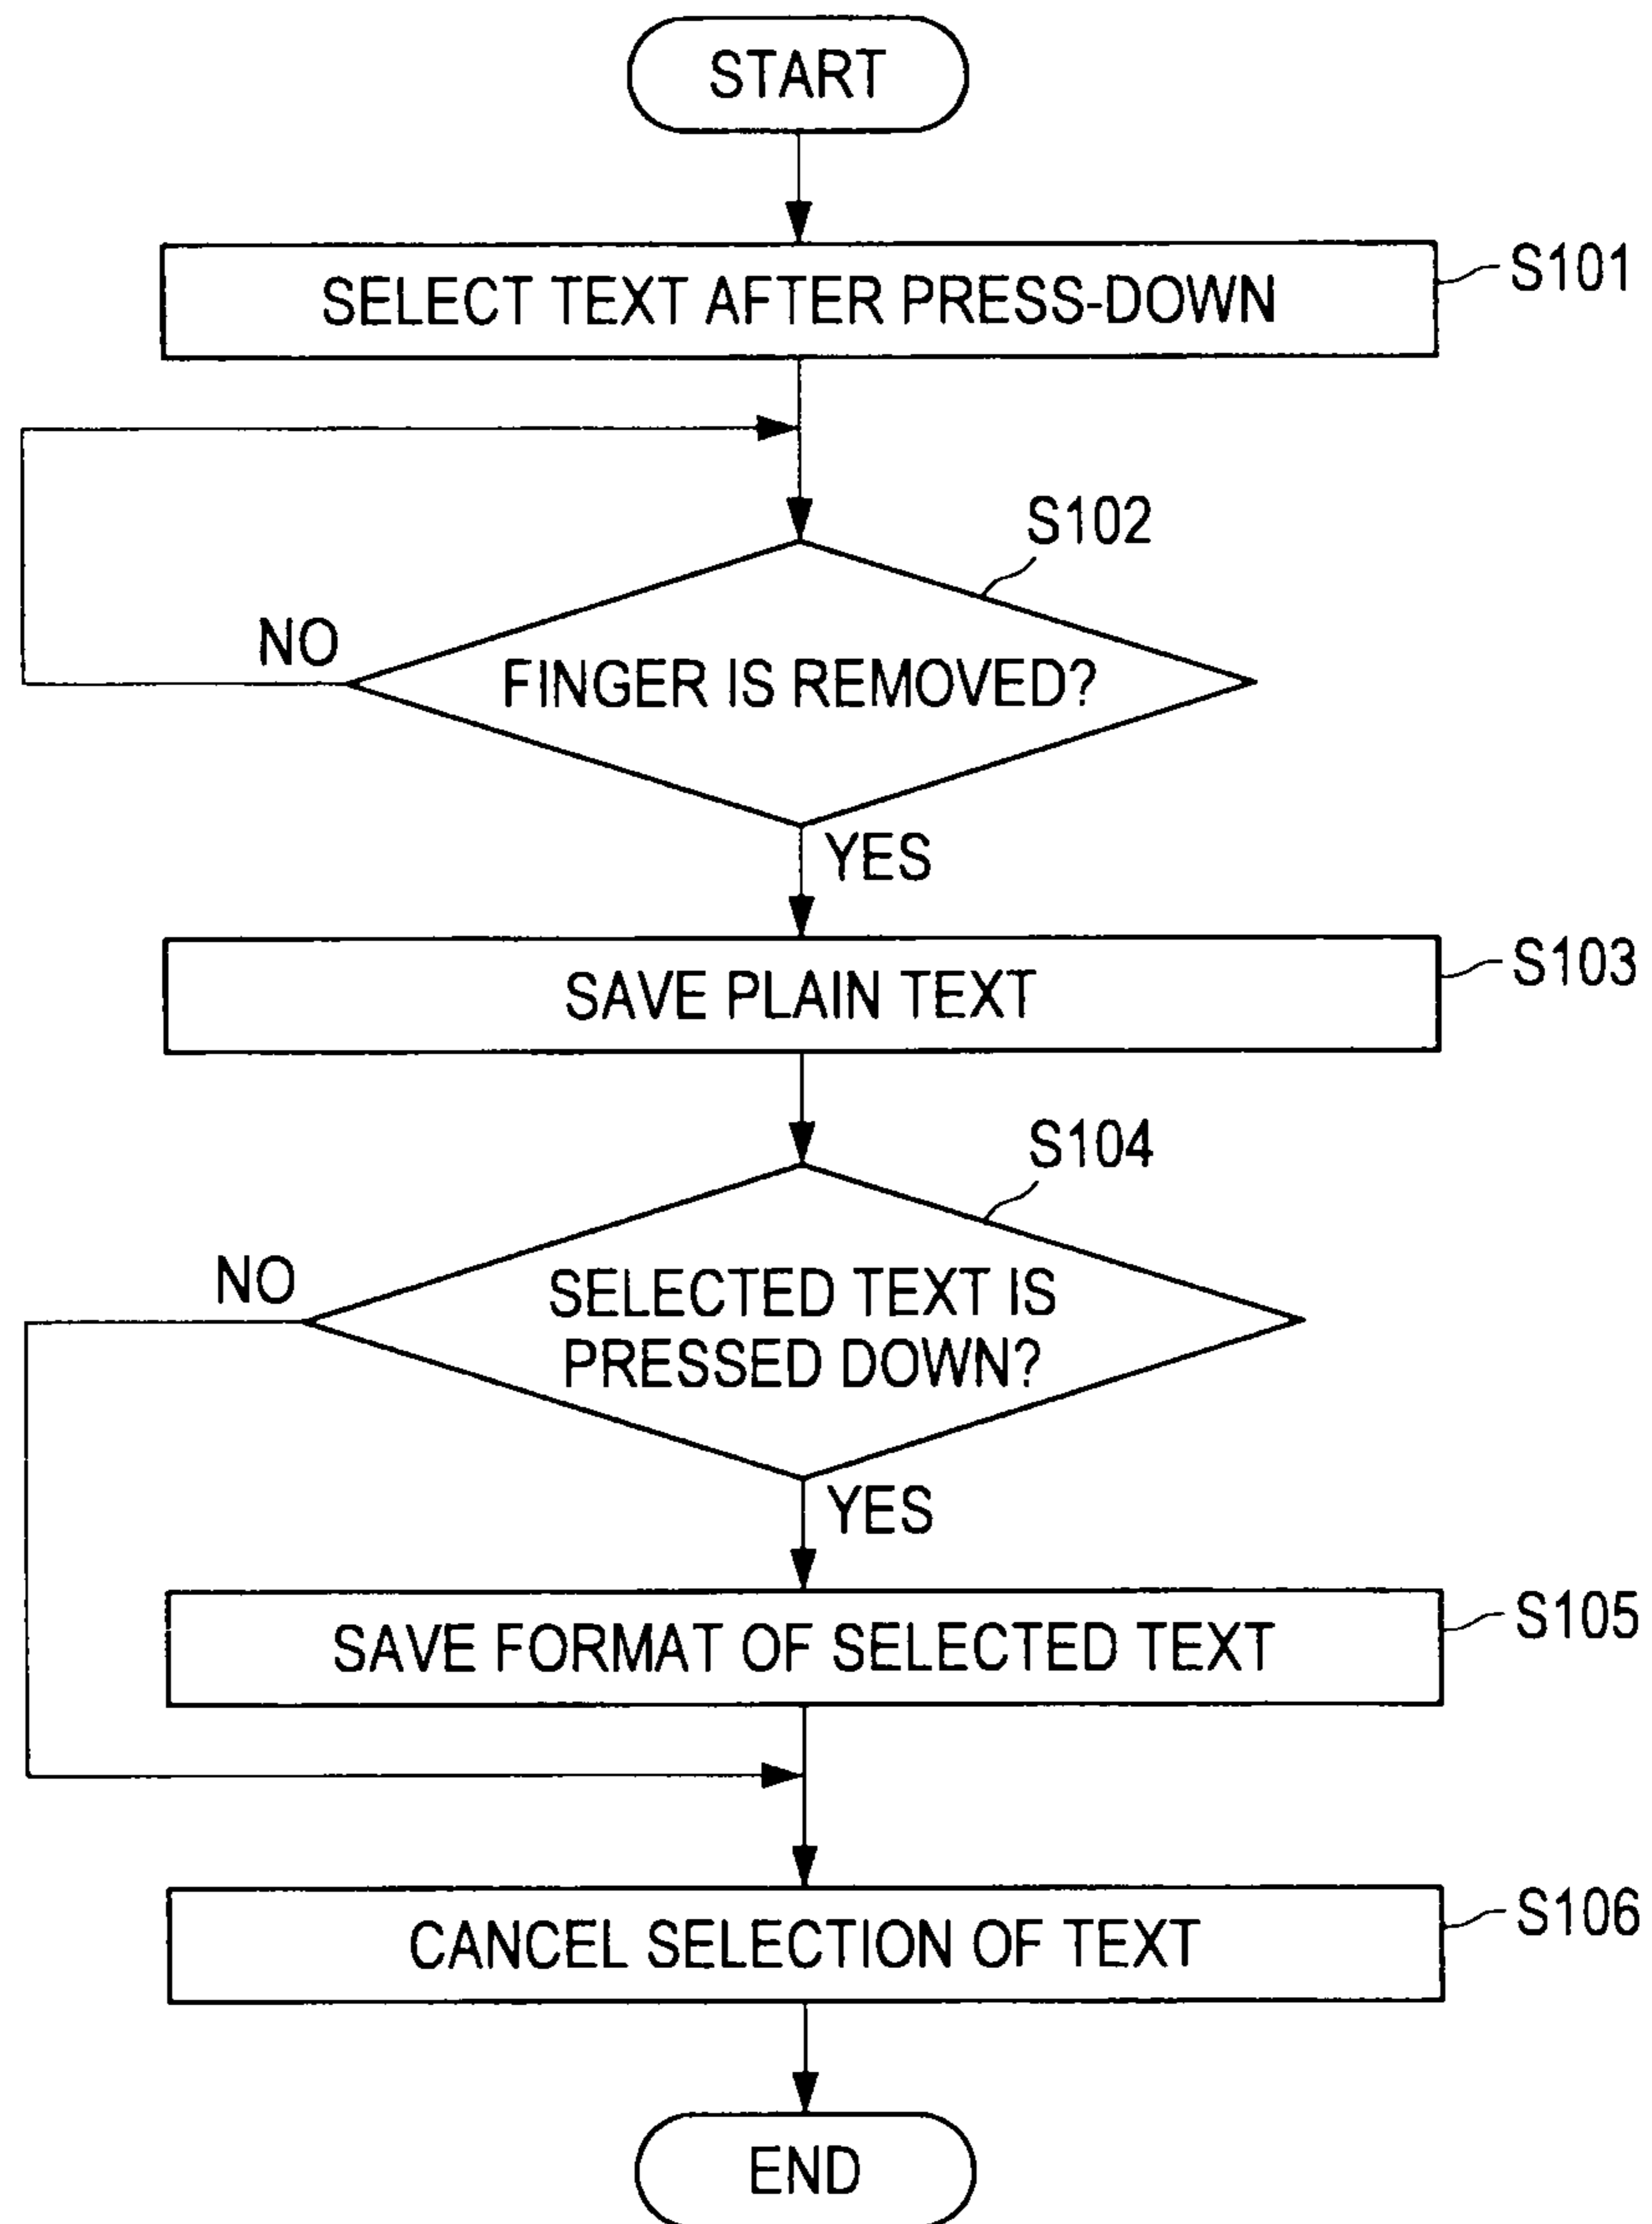 START
SELECT TEXT AFTER PRESS-DOWN
S101
S102
NO
FINGER IS REMOVED?
YES
SAVE PLAIN TEXT
S103
S104
NO
SELECTED TEXT IS
PRESSED DOWN?
YES
SAVE FORMAT OF SELECTED TEXT
S105
CANCEL SELECTION OF TEXT
S106
END